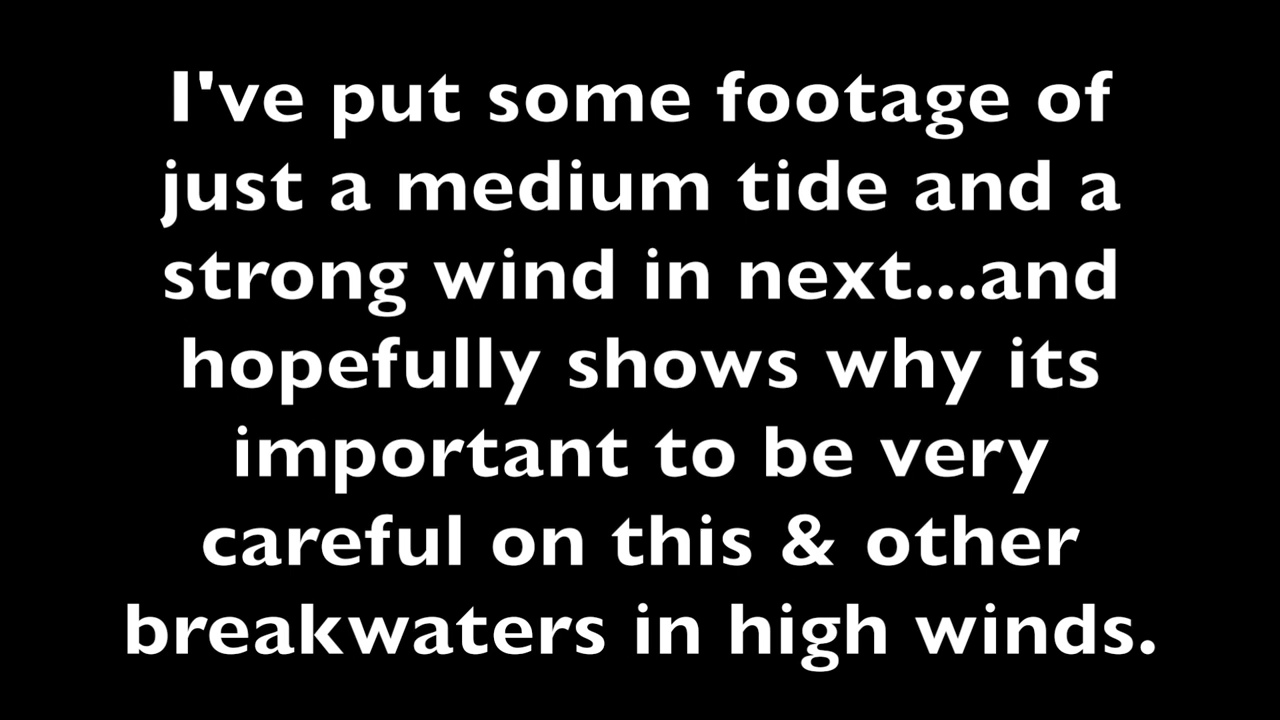 I've put some footage of
just a medium tide and a
strong wind in next...and
hopefully shows why its
important to be very
careful on this & other
breakwaters in high winds.